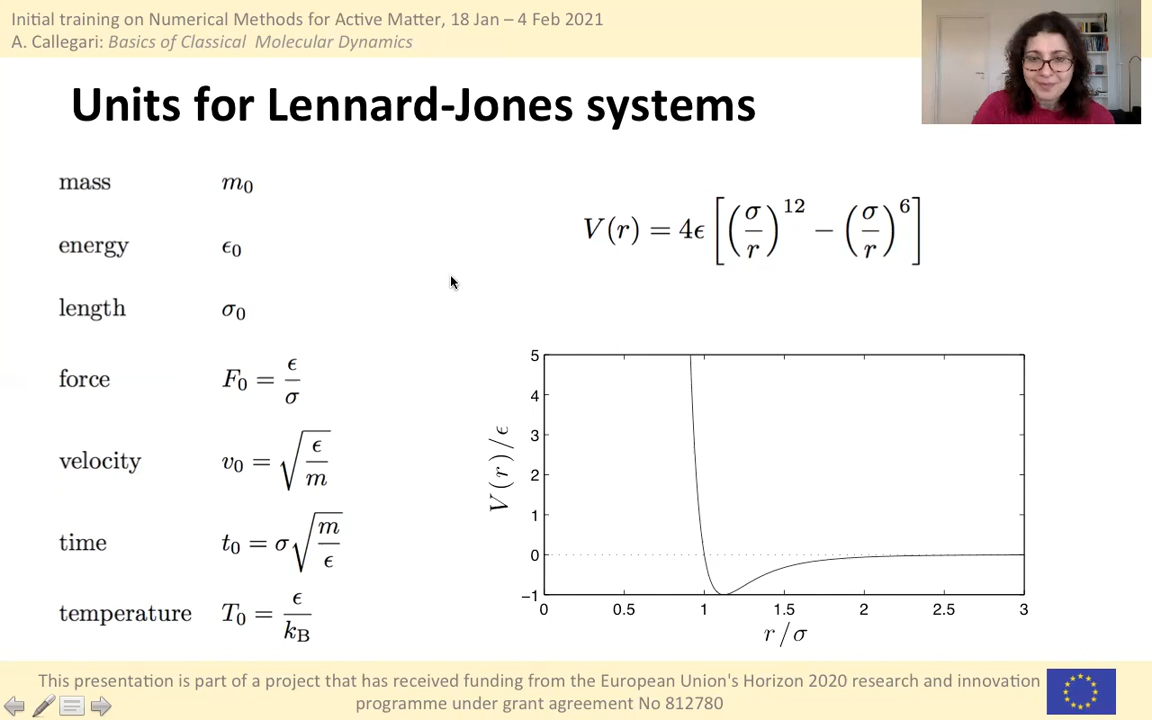 Initial training on Numerical Methods for Active Matter, 18 Jan – 4 Feb 2021
A. Callegari: Basics of Classical Molecular Dynamics
Units for Lennard-Jones systems
mass m₀
energy ϵ₀
length σ₀
force F₀ = ϵ/σ
velocity v₀ = √(ϵ/m)
time t₀ = σ√(m/ϵ)
temperature T₀ = ϵ/k_B
V(r) = 4ϵ [(σ/r)¹² − (σ/r)⁶]
5
4
3
2
1
0
−1
V(r)/ϵ
0 0.5 1 1.5 2 2.5 3
r/σ
This presentation is part of a project that has received funding from the European Union's Horizon 2020 research and innovation
programme under grant agreement No 812780